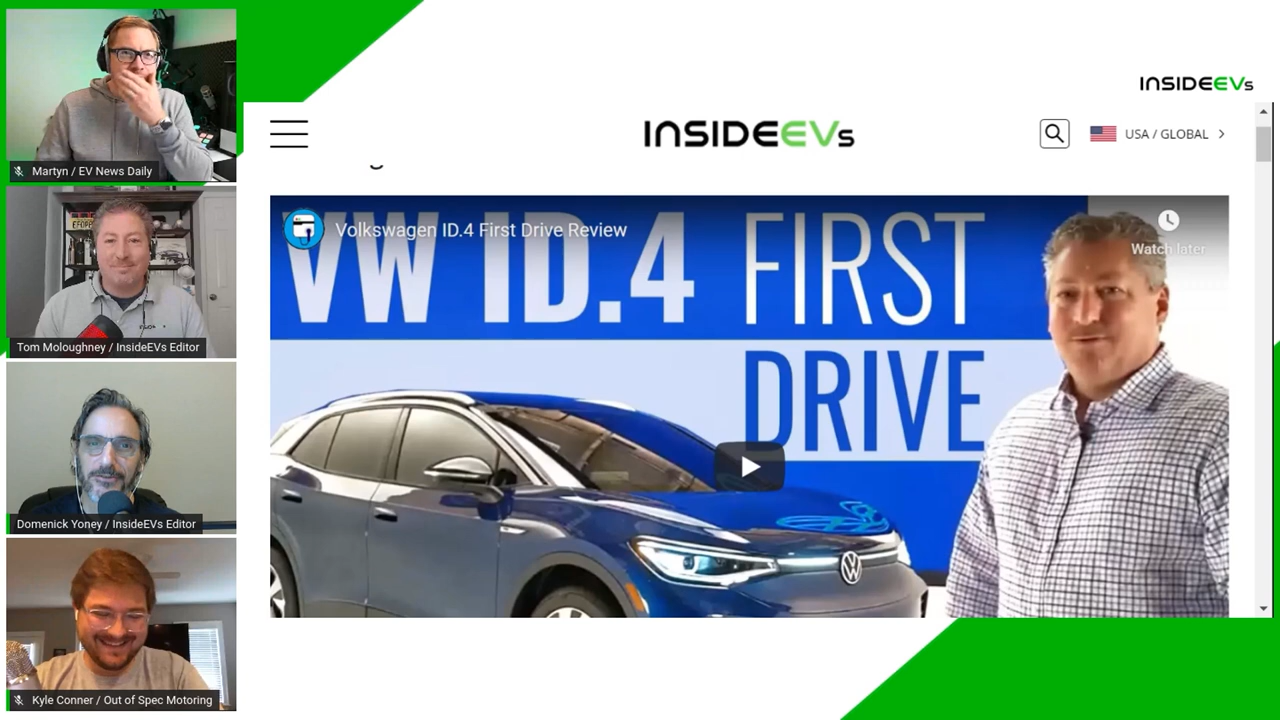 Martyn / EV News Daily
Tom Moloughney / InsideEVs Editor
Domenick Yoney / InsideEVs Editor
Kyle Conner / Out of Spec Motoring
INSIDEEVs
INSIDEEVs
USA / GLOBAL
Volkswagen ID.4 First Drive Review
Watch later
VW ID.4 FIRST
DRIVE